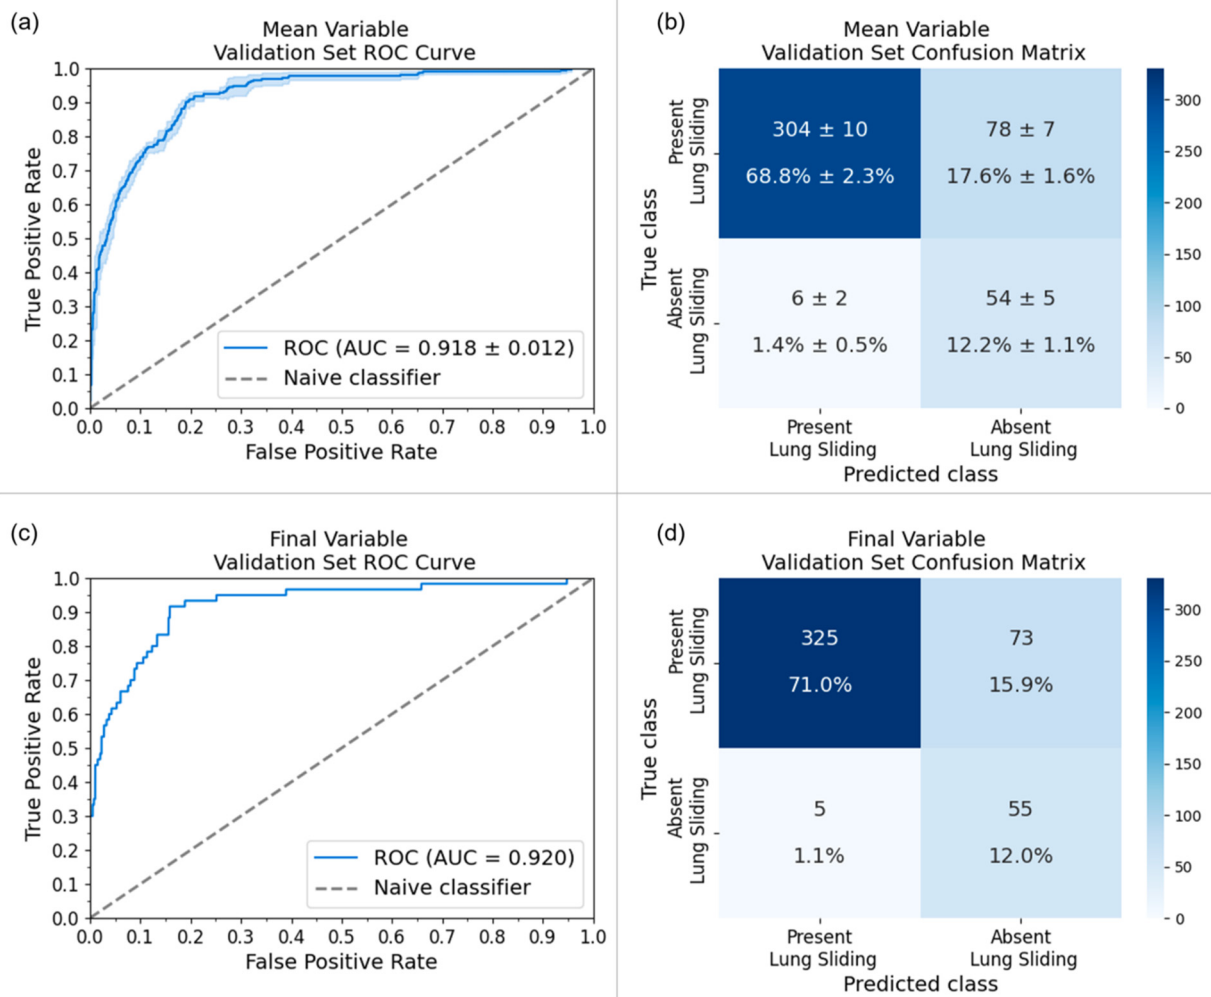 (a)
Mean Variable
Validation Set ROC Curve
1.0
0.9
0.8
0.7
0.6
0.5
0.4
0.3
0.2
0.1
0.0
True Positive Rate
ROC (AUC = 0.918 ± 0.012)
Naive classifier
0.0 0.1 0.2 0.3 0.4 0.5 0.6 0.7 0.8 0.9 1.0
False Positive Rate
(b)
Mean Variable
Validation Set Confusion Matrix
True class
Present
Lung Sliding
304 ± 10
78 ± 7
68.8% ± 2.3%
17.6% ± 1.6%
Absent
Lung Sliding
6 ± 2
54 ± 5
1.4% ± 0.5%
12.2% ± 1.1%
Present
Lung Sliding
Absent
Lung Sliding
Predicted class
300
250
200
150
100
50
0
(c)
Final Variable
Validation Set ROC Curve
1.0
0.9
0.8
0.7
0.6
0.5
0.4
0.3
0.2
0.1
0.0
True Positive Rate
ROC (AUC = 0.920)
Naive classifier
0.0 0.1 0.2 0.3 0.4 0.5 0.6 0.7 0.8 0.9 1.0
False Positive Rate
(d)
Final Variable
Validation Set Confusion Matrix
True class
Present
Lung Sliding
325
73
71.0%
15.9%
Absent
Lung Sliding
5
55
1.1%
12.0%
Present
Lung Sliding
Absent
Lung Sliding
Predicted class
300
250
200
150
100
50
0